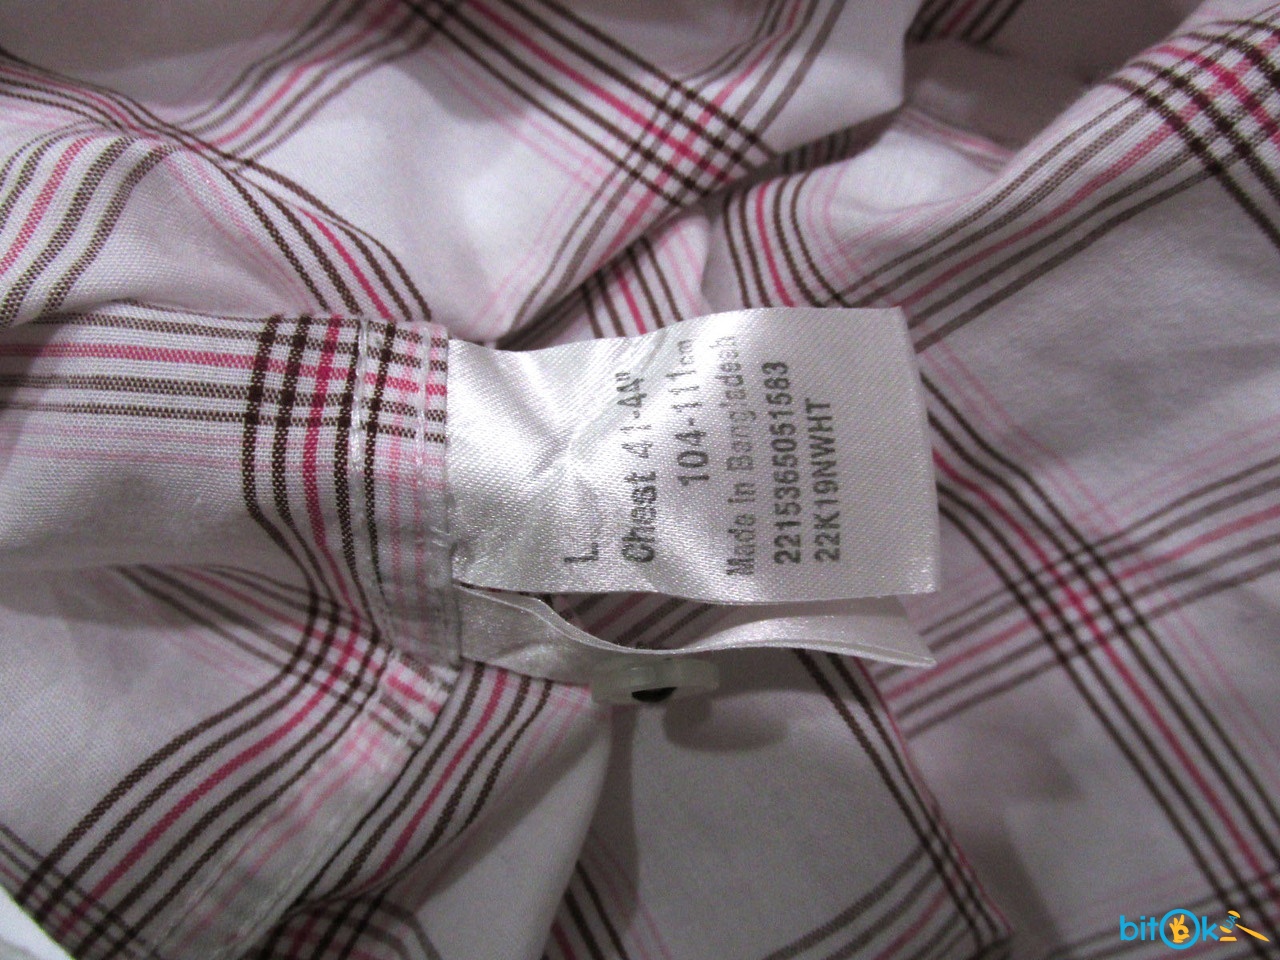 L
Chest 41-44"
104-111cm
Made in Bangladesh
2215365051583
22K19NWHT
bitOk